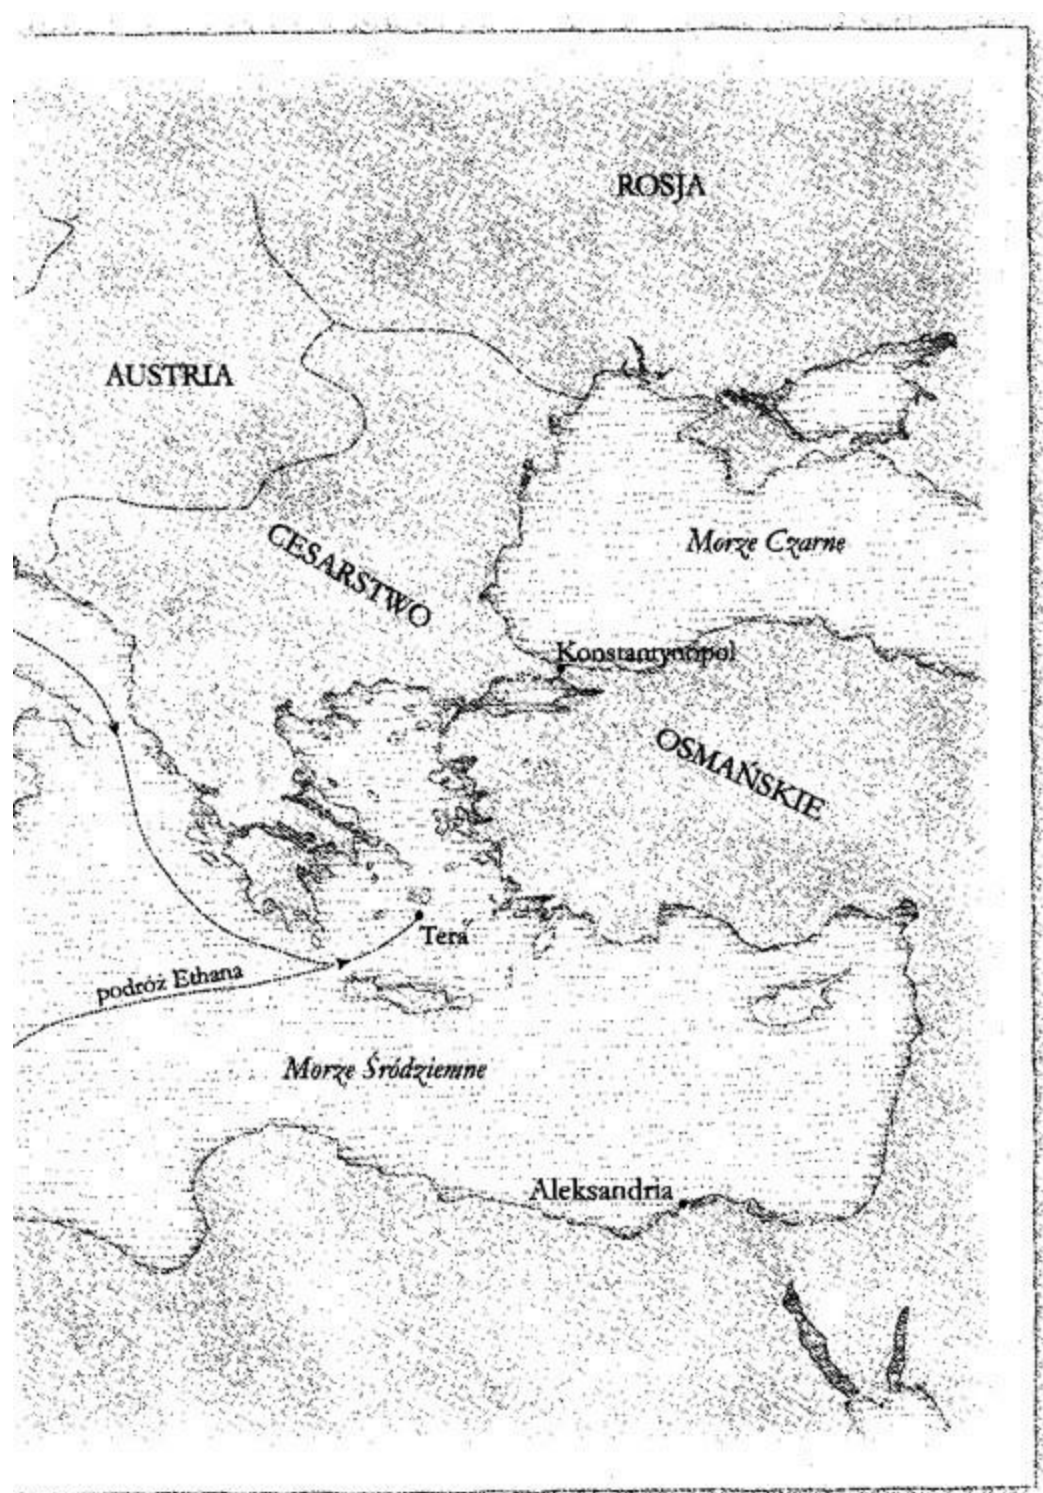 ROSJA
AUSTRIA
Morze Czarne
CESARSTWO
Konstantynopol
OSMAŃSKIE
Tera
podróż Ethana
Morze Śródziemne
Aleksandria